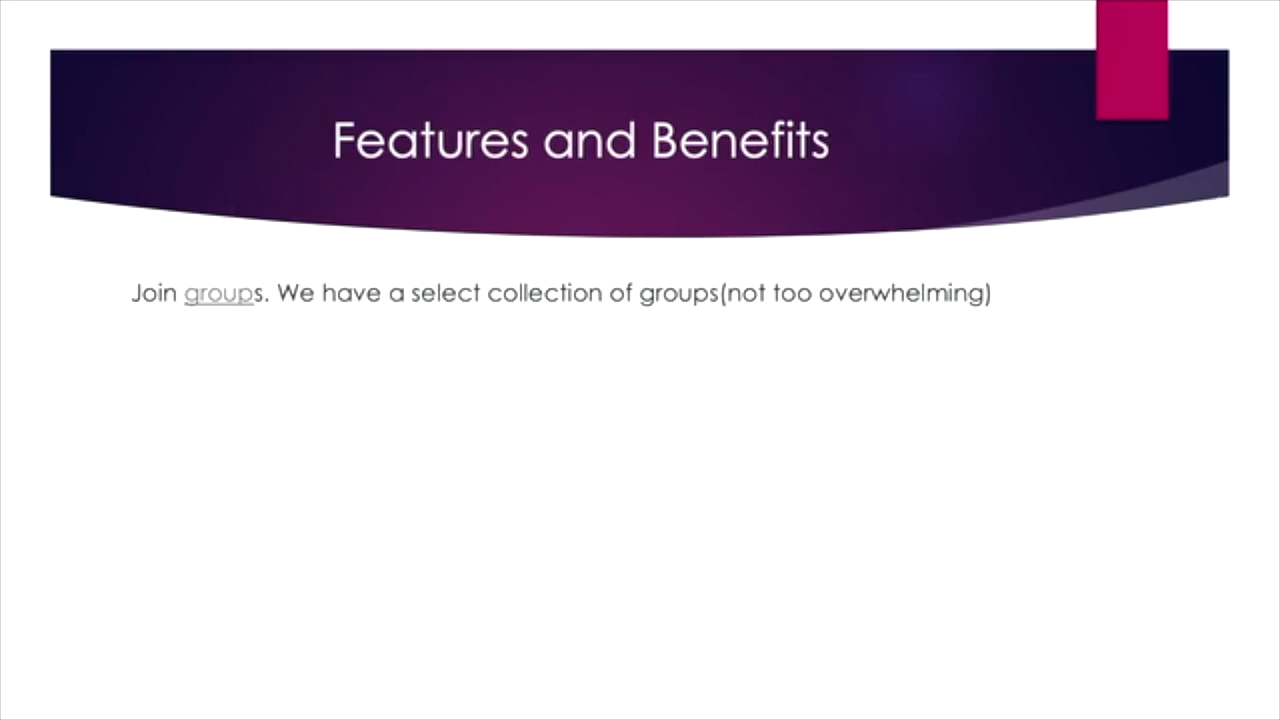 Features and Benefits
Join groups. We have a select collection of groups(not too overwhelming)